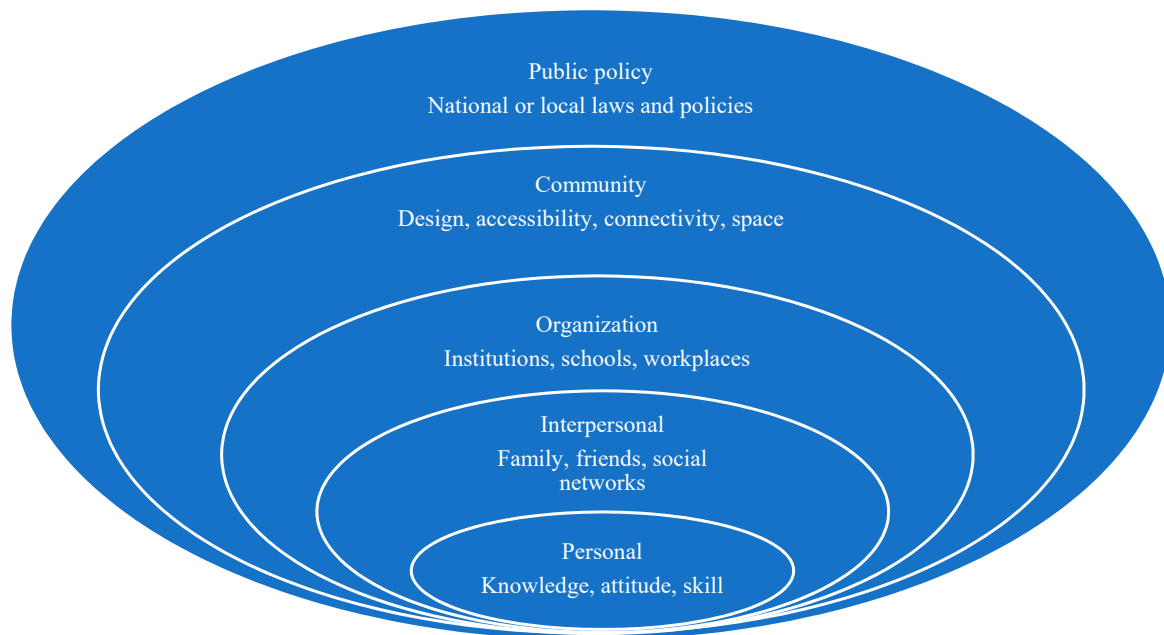 Public policy
National or local laws and policies
Community
Design, accessibility, connectivity, space
Organization
Institutions, schools, workplaces
Interpersonal
Family, friends, social
networks
Personal
Knowledge, attitude, skill